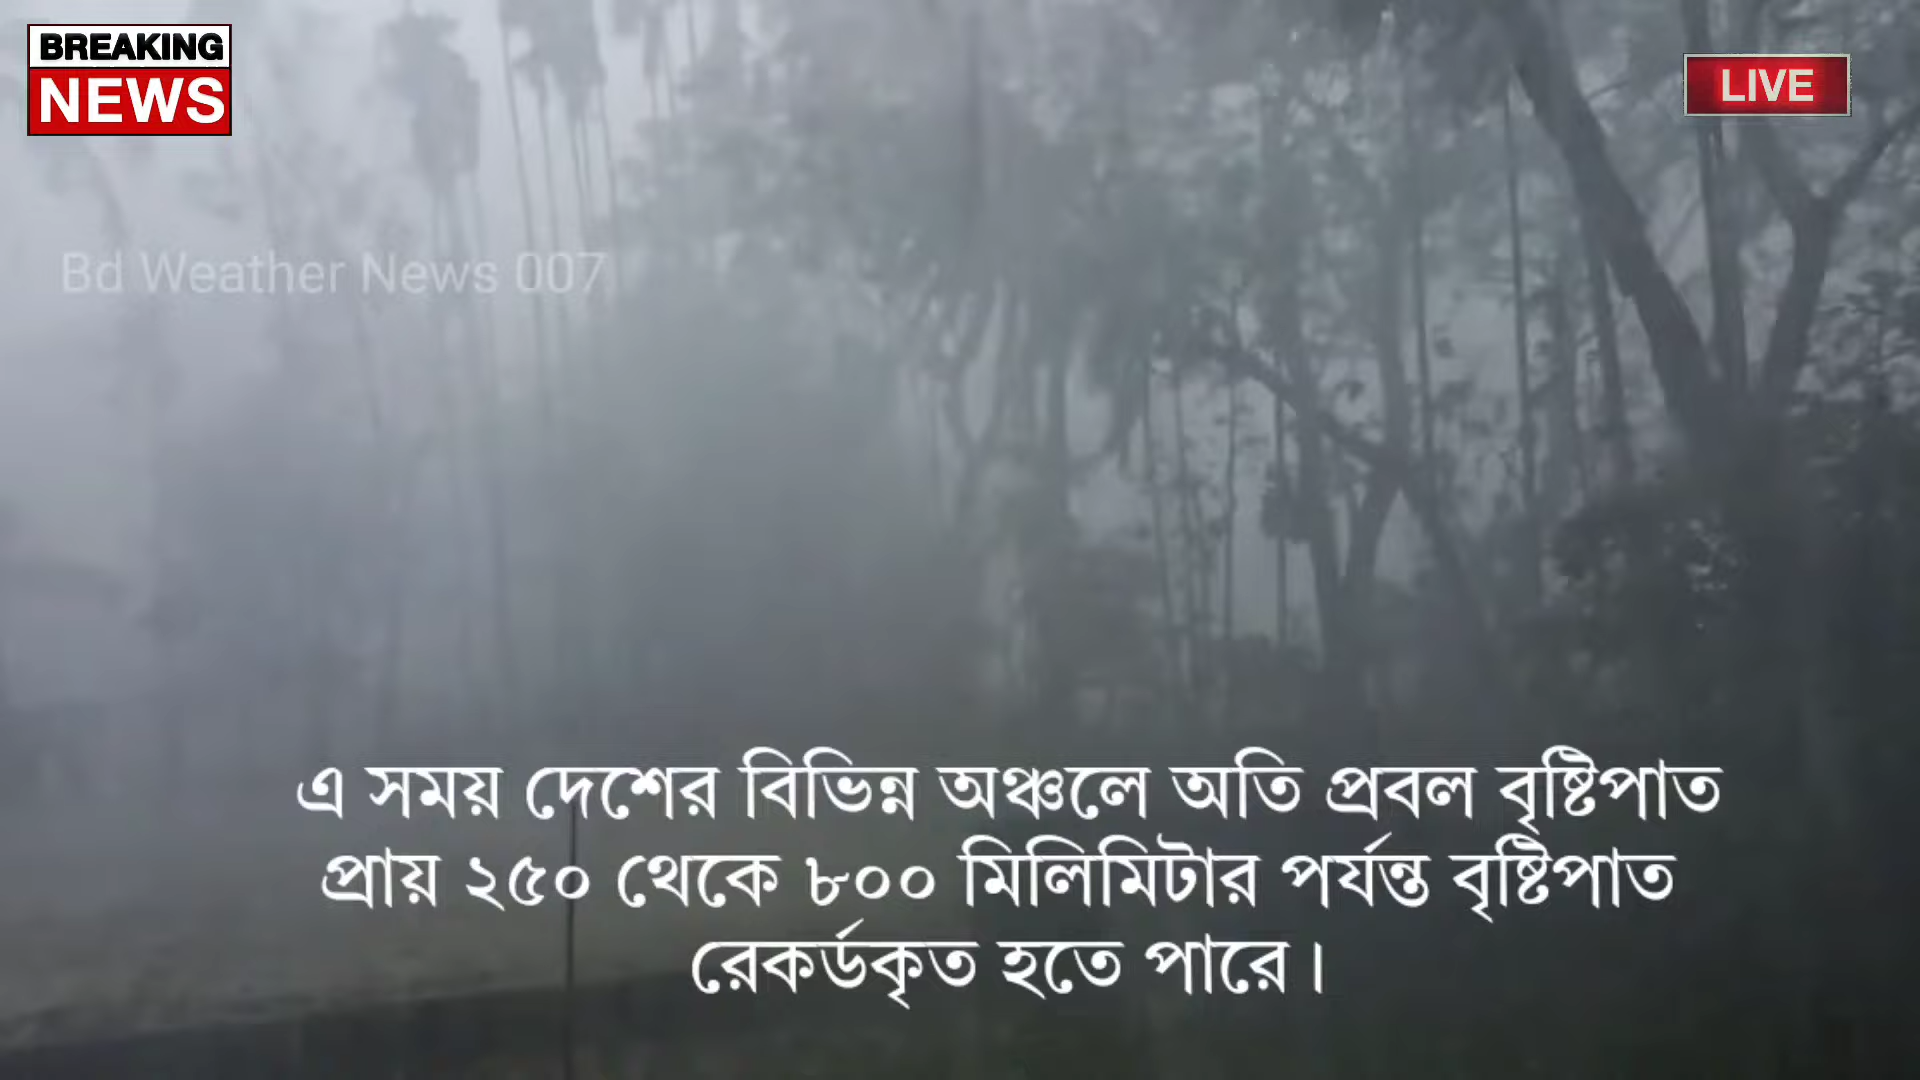 BREAKING
NEWS
LIVE
Bd Weather News 007
এ সময় দেশের বিভিন্ন অঞ্চলে অতি প্রবল বৃষ্টিপাত
প্রায় ২৫০ থেকে ৮০০ মিলিমিটার পর্যন্ত বৃষ্টিপাত
রেকর্ডকৃত হতে পারে।